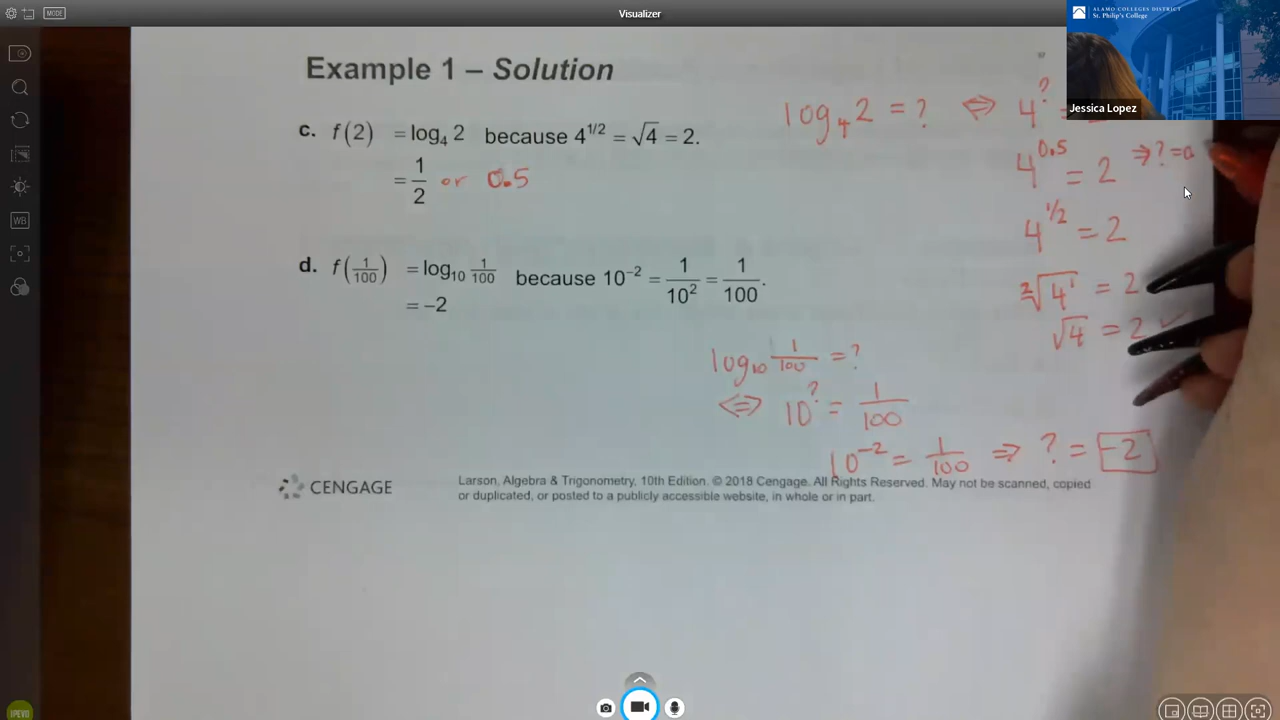 Visualizer
MODE
ALAMO COLLEGES DISTRICT
St. Philip's College
Jessica Lopez
WB
Example 1 – Solution
c. f(2) = log₄ 2 because 4^{1/2} = √4 = 2.
= 1/2 or 0.5
d. f(1/100) = log₁₀ 1/100 because 10⁻² = 1/10² = 1/100.
= –2
log₄ 2 = ? ⇔ 4^? =
4^{0.5} = 2 ⇒ ? =
4^{1/2} = 2
²√4¹ = 2
√4 = 2 ✓
log₁₀ 1/100 = ?
⇔ 10^? = 1/100
10⁻² = 1/100 ⇒ ? = -2
CENGAGE
Larson, Algebra & Trigonometry, 10th Edition. © 2018 Cengage. All Rights Reserved. May not be scanned, copied
or duplicated, or posted to a publicly accessible website, in whole or in part.
IPEVO